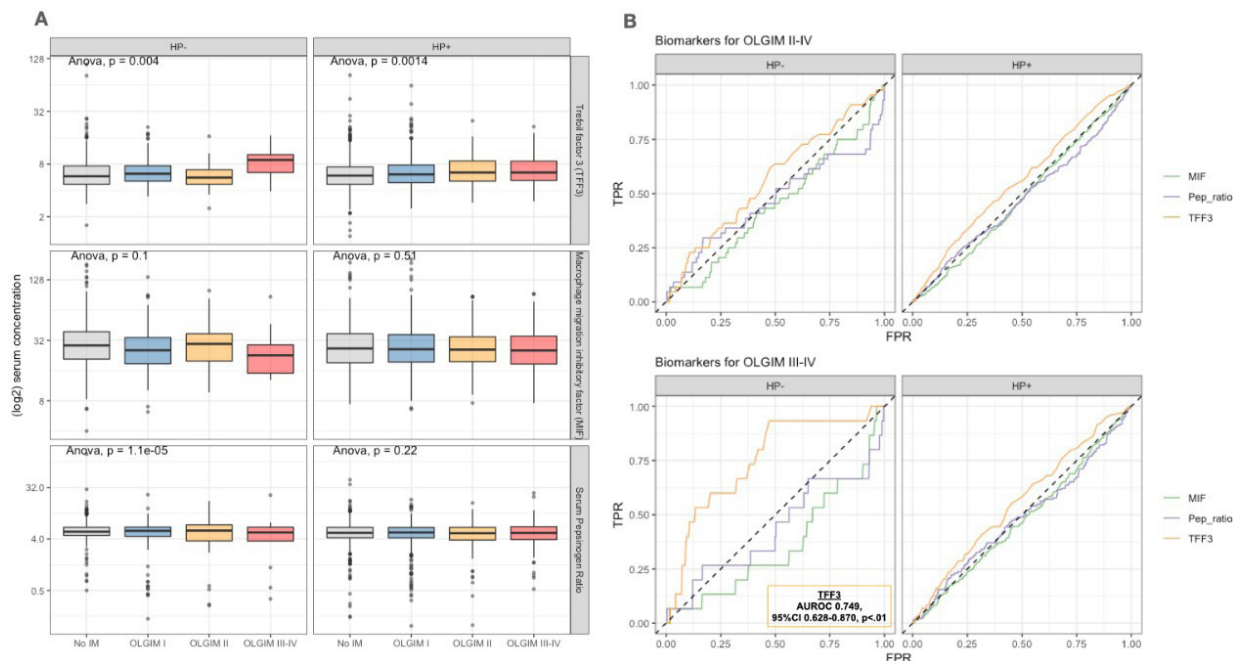 A
HP-
HP+
Anova, p = 0.004
Anova, p = 0.0014
128
32
8
2
Trefoil factor 3 (TFF3)
Anova, p = 0.1
Anova, p = 0.51
128
32
8
Macrophage migration inhibitory factor (MIF)
Anova, p = 1.1e-05
Anova, p = 0.22
32.0
4.0
0.5
Serum Pepsinogen Ratio
(log2) serum concentration
No IM
OLGIM I
OLGIM II
OLGIM III-IV
No IM
OLGIM I
OLGIM II
OLGIM III-IV
B
Biomarkers for OLGIM II-IV
HP-
HP+
1.00
0.75
0.50
0.25
0.00
TPR
0.00 0.25 0.50 0.75 1.00
0.00 0.25 0.50 0.75 1.00
FPR
MIF
Pep_ratio
TFF3
Biomarkers for OLGIM III-IV
HP-
HP+
1.00
0.75
0.50
0.25
0.00
TPR
TFF3
AUROC 0.749,
95%CI 0.628-0.870, p<.01
0.00 0.25 0.50 0.75 1.00
0.00 0.25 0.50 0.75 1.00
FPR
MIF
Pep_ratio
TFF3